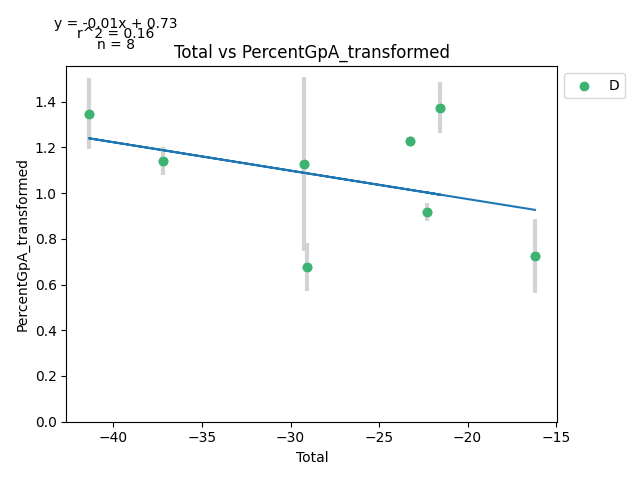 y = -0.01x + 0.73
r^2 = 0.16
n = 8
Total vs PercentGpA_transformed
D
PercentGpA_transformed
1.4
1.2
1.0
0.8
0.6
0.4
0.2
0.0
−40 −35 −30 −25 −20 −15
Total